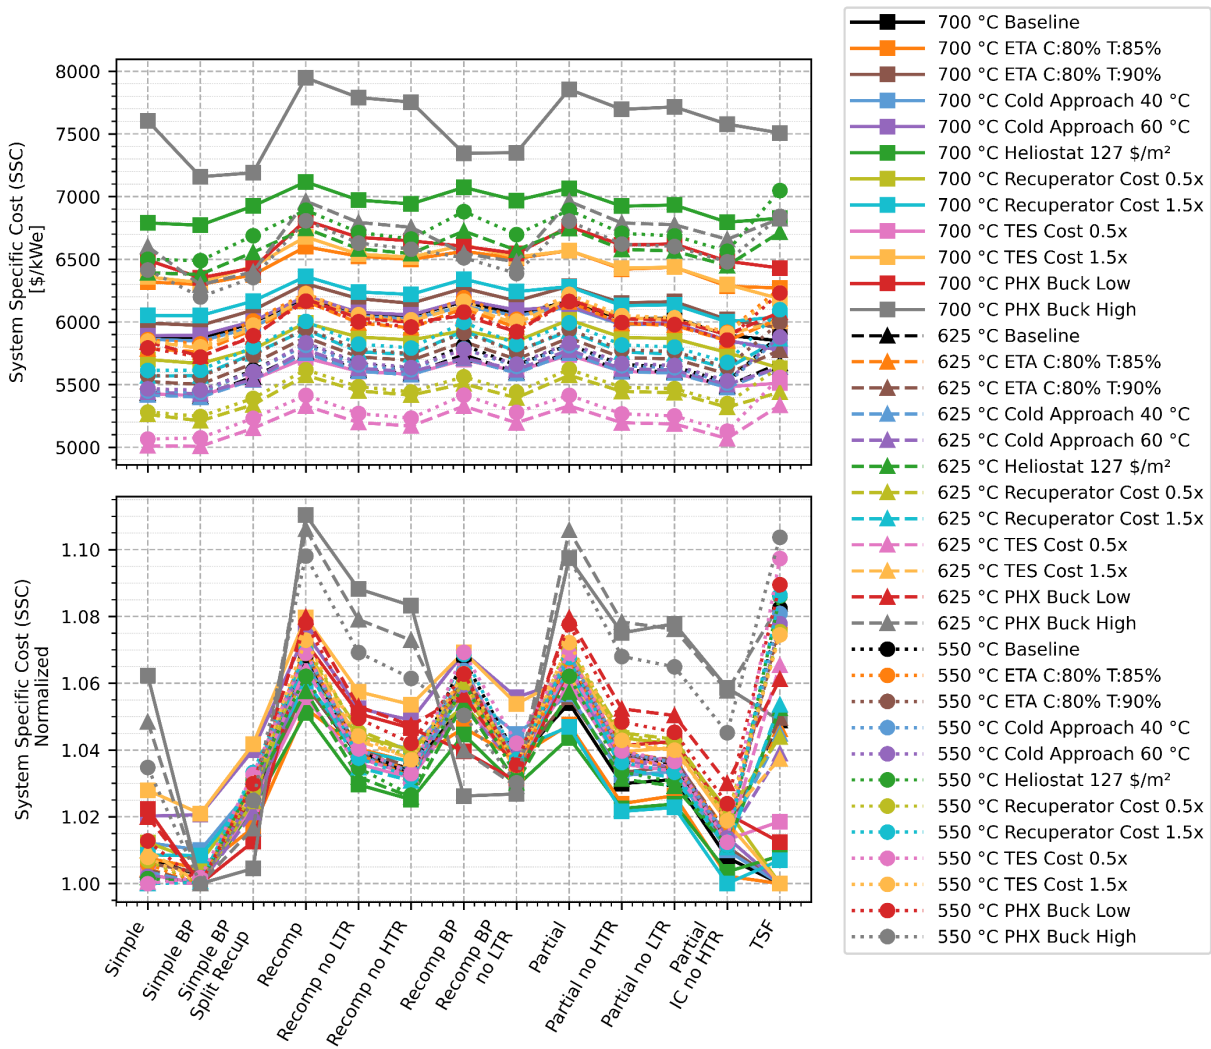 System Specific Cost (SSC)
[$/kWe]
8000
7500
7000
6500
6000
5500
5000
System Specific Cost (SSC)
Normalized
1.10
1.08
1.06
1.04
1.02
1.00
Simple
Simple BP
Simple BP
Split Recup
Recomp
Recomp no LTR
Recomp no HTR
Recomp BP
Recomp BP
no LTR
Partial
Partial no HTR
Partial no LTR
Partial
IC no HTR
TSF
700 °C Baseline
700 °C ETA C:80% T:85%
700 °C ETA C:80% T:90%
700 °C Cold Approach 40 °C
700 °C Cold Approach 60 °C
700 °C Heliostat 127 $/m²
700 °C Recuperator Cost 0.5x
700 °C Recuperator Cost 1.5x
700 °C TES Cost 0.5x
700 °C TES Cost 1.5x
700 °C PHX Buck Low
700 °C PHX Buck High
625 °C Baseline
625 °C ETA C:80% T:85%
625 °C ETA C:80% T:90%
625 °C Cold Approach 40 °C
625 °C Cold Approach 60 °C
625 °C Heliostat 127 $/m²
625 °C Recuperator Cost 0.5x
625 °C Recuperator Cost 1.5x
625 °C TES Cost 0.5x
625 °C TES Cost 1.5x
625 °C PHX Buck Low
625 °C PHX Buck High
550 °C Baseline
550 °C ETA C:80% T:85%
550 °C ETA C:80% T:90%
550 °C Cold Approach 40 °C
550 °C Cold Approach 60 °C
550 °C Heliostat 127 $/m²
550 °C Recuperator Cost 0.5x
550 °C Recuperator Cost 1.5x
550 °C TES Cost 0.5x
550 °C TES Cost 1.5x
550 °C PHX Buck Low
550 °C PHX Buck High